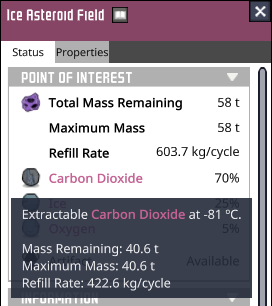 Ice Asteroid Field
Status Properties
POINT OF INTEREST
Total Mass Remaining 58 t
Maximum Mass 58 t
Refill Rate 603.7 kg/cycle
Carbon Dioxide 70%
Ice 25%
Extractable Carbon Dioxide at -81 °C.
Oxygen 5%
Mass Remaining: 40.6 t
Artifact Available
Maximum Mass: 40.6 t
Refill Rate: 422.6 kg/cycle
INFORMATION